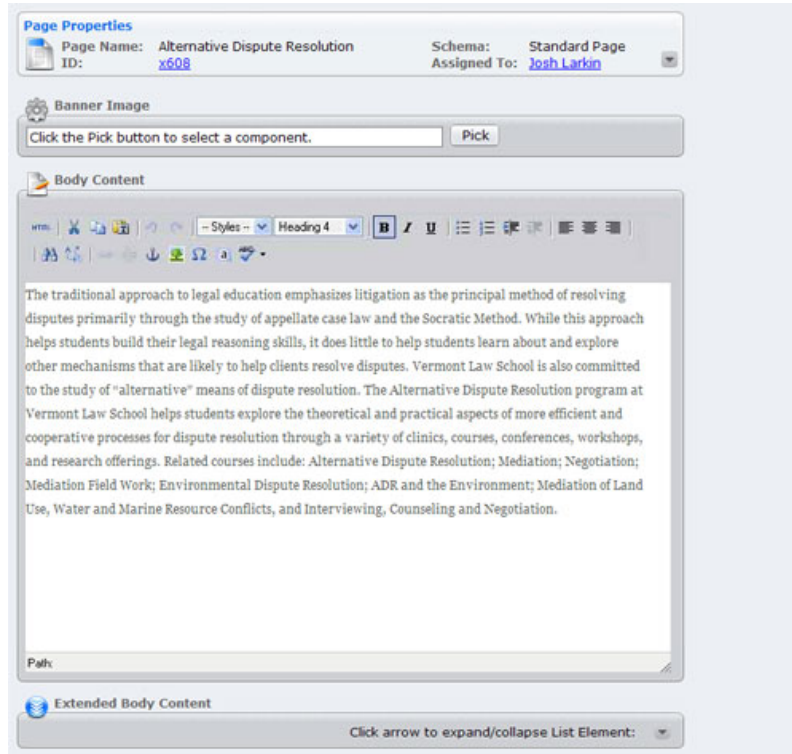 Page Properties
Page Name: Alternative Dispute Resolution Schema: Standard Page
ID: x608 Assigned To: Josh Larkin
Banner Image
Click the Pick button to select a component. Pick
Body Content
HTML -- Styles -- Heading 4 B I U
The traditional approach to legal education emphasizes litigation as the principal method of resolving
disputes primarily through the study of appellate case law and the Socratic Method. While this approach
helps students build their legal reasoning skills, it does little to help students learn about and explore
other mechanisms that are likely to help clients resolve disputes. Vermont Law School is also committed
to the study of "alternative" means of dispute resolution. The Alternative Dispute Resolution program at
Vermont Law School helps students explore the theoretical and practical aspects of more efficient and
cooperative processes for dispute resolution through a variety of clinics, courses, conferences, workshops,
and research offerings. Related courses include: Alternative Dispute Resolution; Mediation; Negotiation;
Mediation Field Work; Environmental Dispute Resolution; ADR and the Environment; Mediation of Land
Use, Water and Marine Resource Conflicts, and Interviewing, Counseling and Negotiation.
Path:
Extended Body Content
Click arrow to expand/collapse List Element: